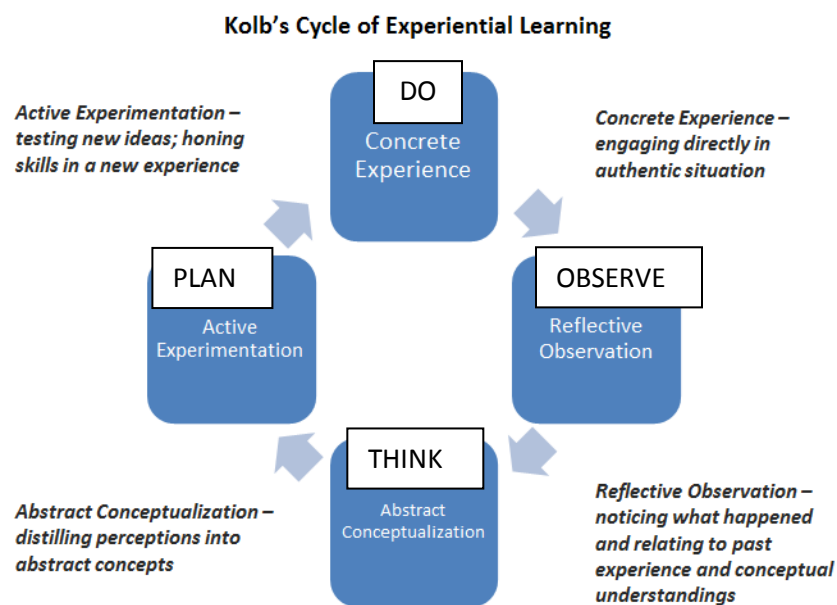 Kolb's Cycle of Experiential Learning
Active Experimentation –
testing new ideas; honing
skills in a new experience
DO
Concrete
Experience
Concrete Experience –
engaging directly in
authentic situation
PLAN
Active
Experimentation
OBSERVE
Reflective
Observation
THINK
Abstract
Conceptualization
Abstract Conceptualization –
distilling perceptions into
abstract concepts
Reflective Observation –
noticing what happened
and relating to past
experience and conceptual
understandings